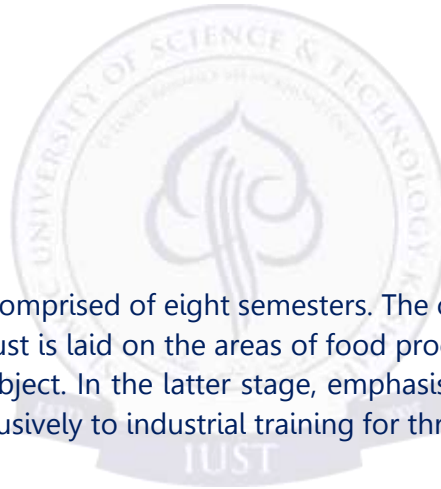 SCIENCE &
UNIVERSITY OF
TECHNOLOGY
omprised of eight semesters. The
ust is laid on the areas of food pro
bject. In the latter stage, emphasis
usively to industrial training for thr
IUST